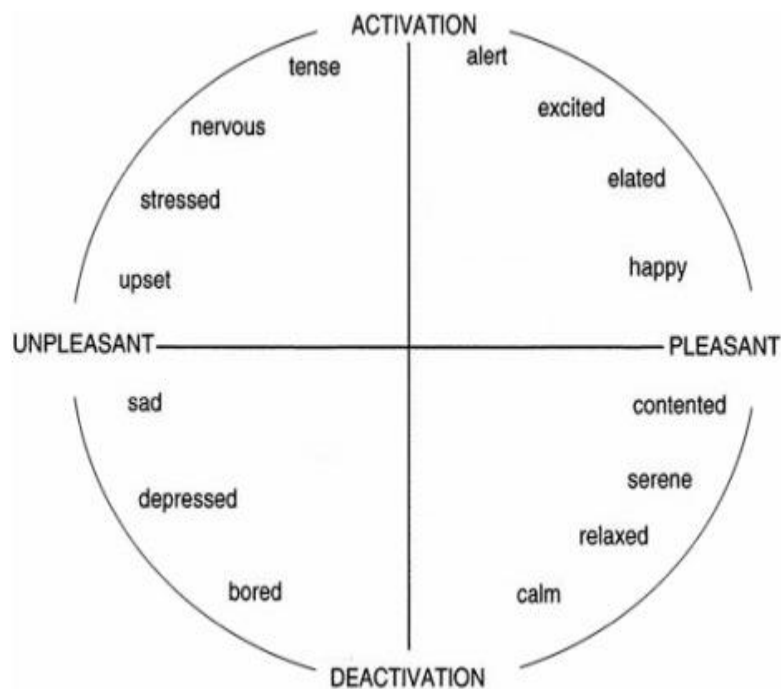 ACTIVATION
tense
alert
excited
nervous
elated
stressed
happy
upset
UNPLEASANT
PLEASANT
sad
contented
serene
depressed
relaxed
bored
calm
DEACTIVATION